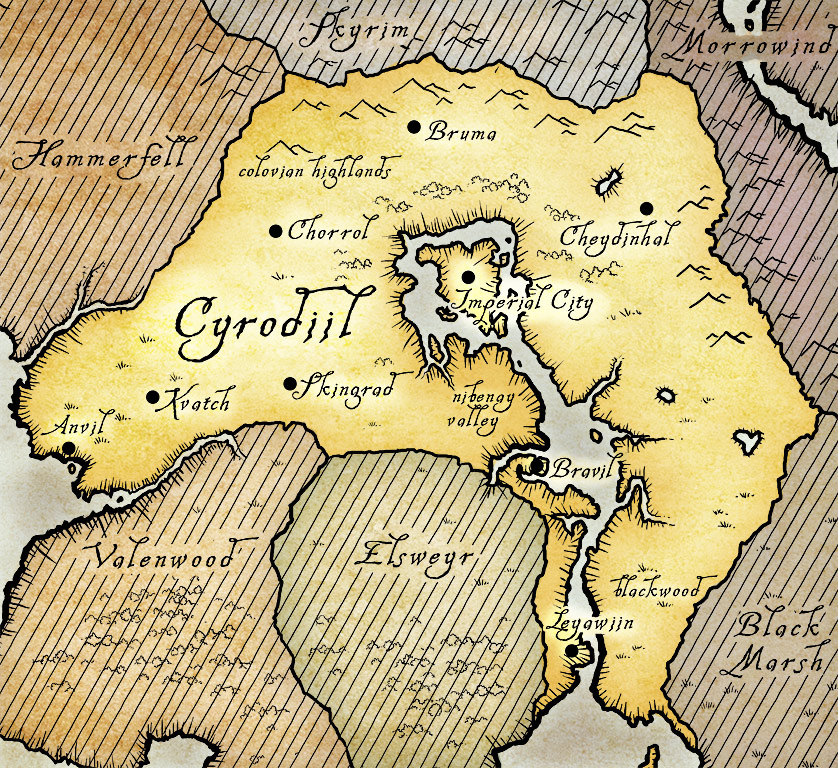 Skyrim
Morrowind
Hammerfell
Bruma
colovian highlands
Chorrol
Cheydinhal
Imperial City
Cyrodiil
Kvatch
Skingrad
nibenay
valley
Anvil
Bravil
Valenwood
Elsweyr
blackwood
Leyawiin
Black
Marsh